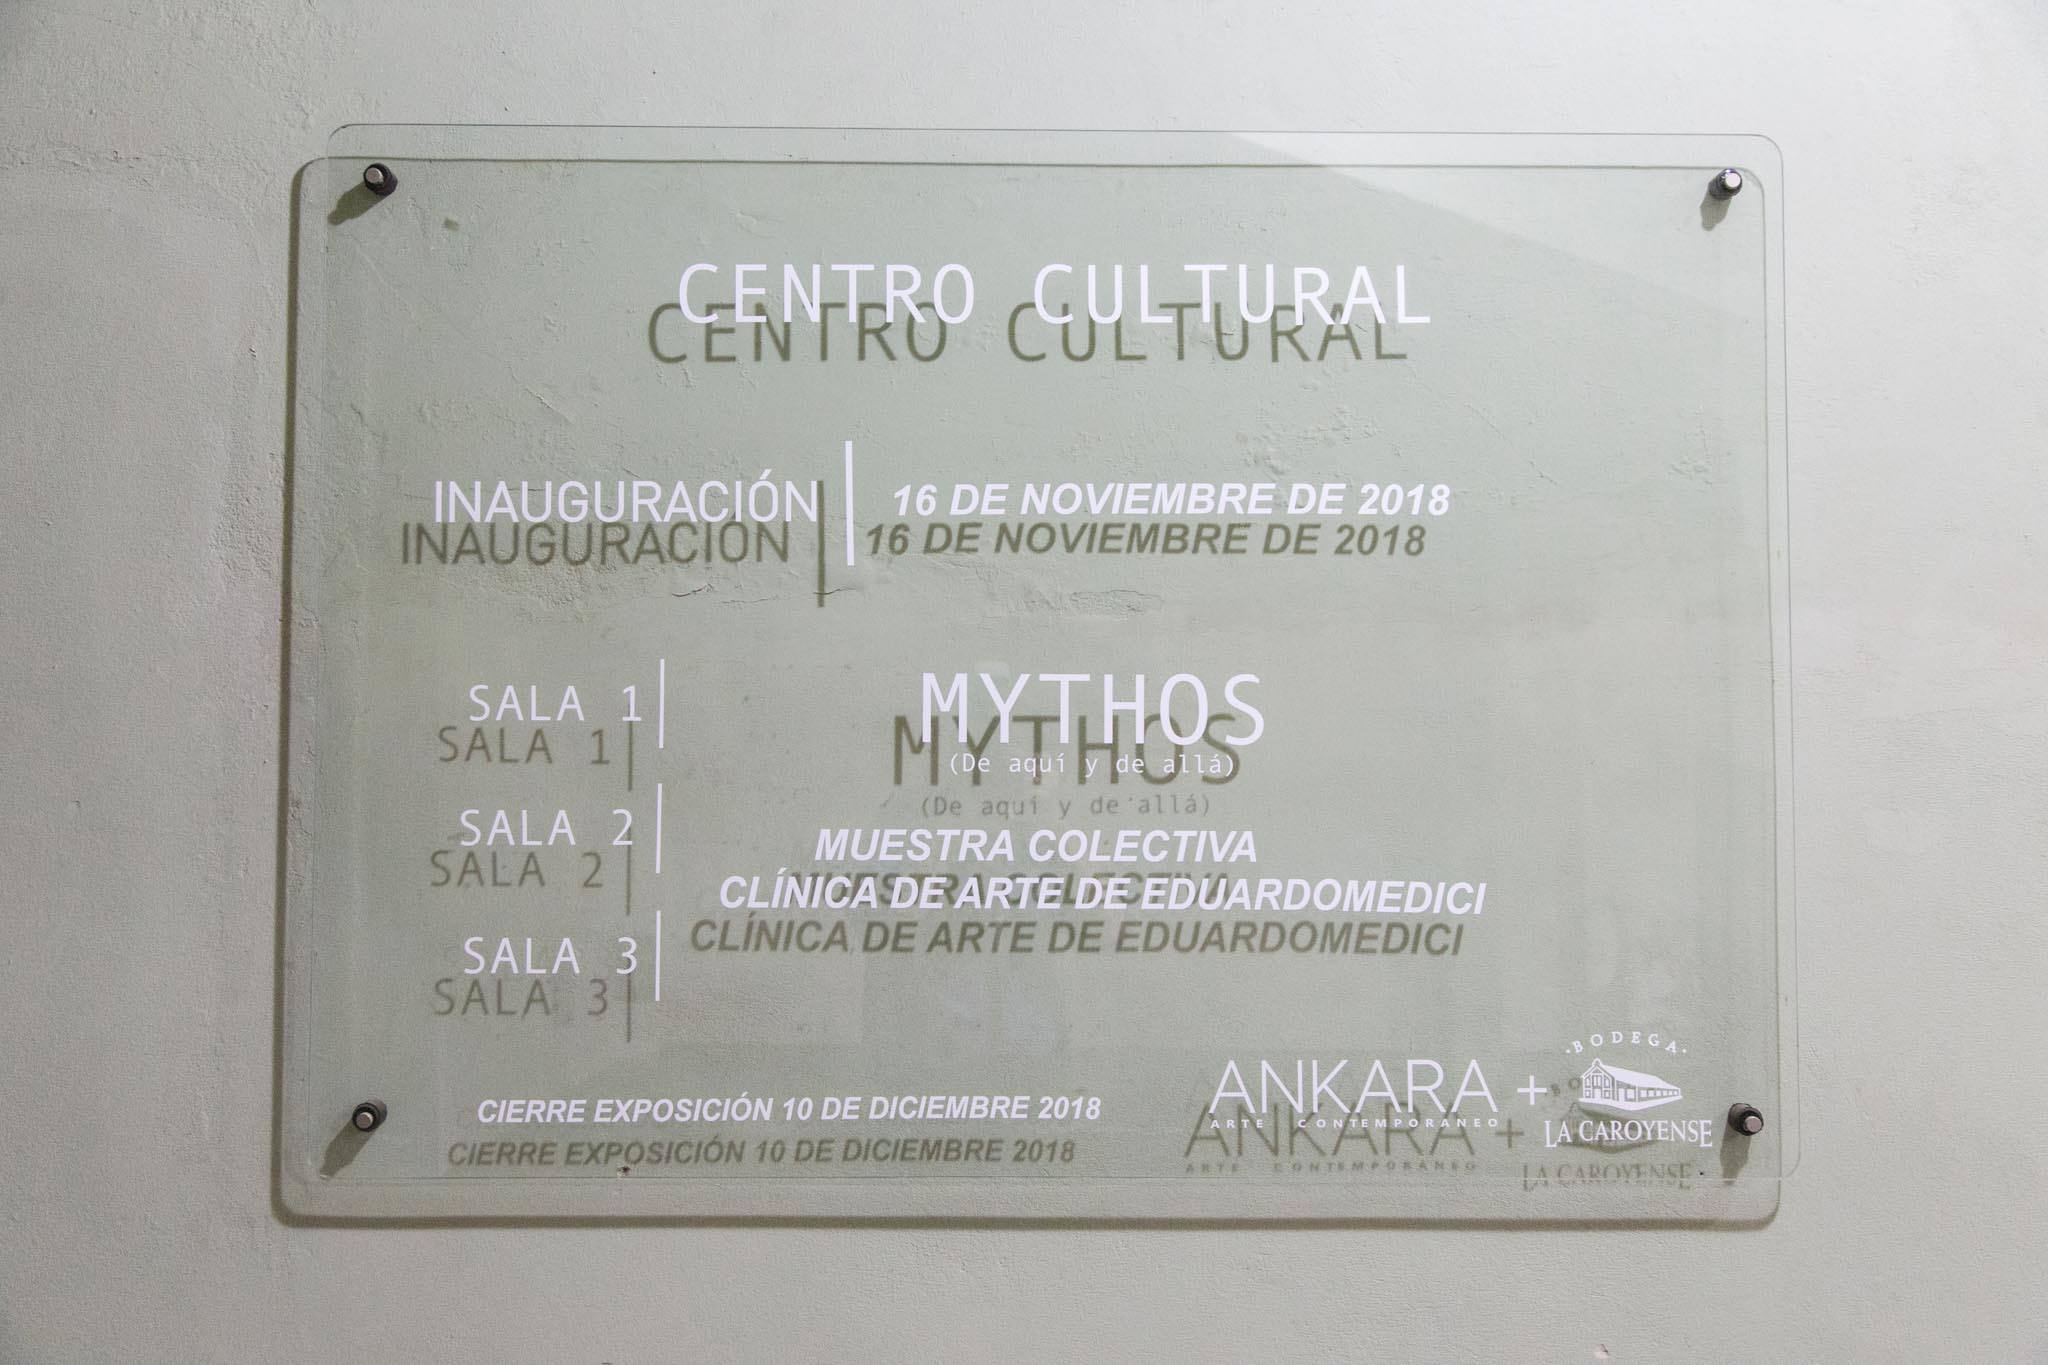 CENTRO CULTURAL
INAUGURACIÓN 16 DE NOVIEMBRE DE 2018
SALA 1 MYTHOS
(De aquí y de allá)
SALA 2 MUESTRA COLECTIVA
CLÍNICA DE ARTE DE EDUARDOMEDICI
SALA 3
CIERRE EXPOSICIÓN 10 DE DICIEMBRE 2018
ANKARA +
ARTE CONTEMPORÁNEO
·BODEGA·
LA CAROYENSE